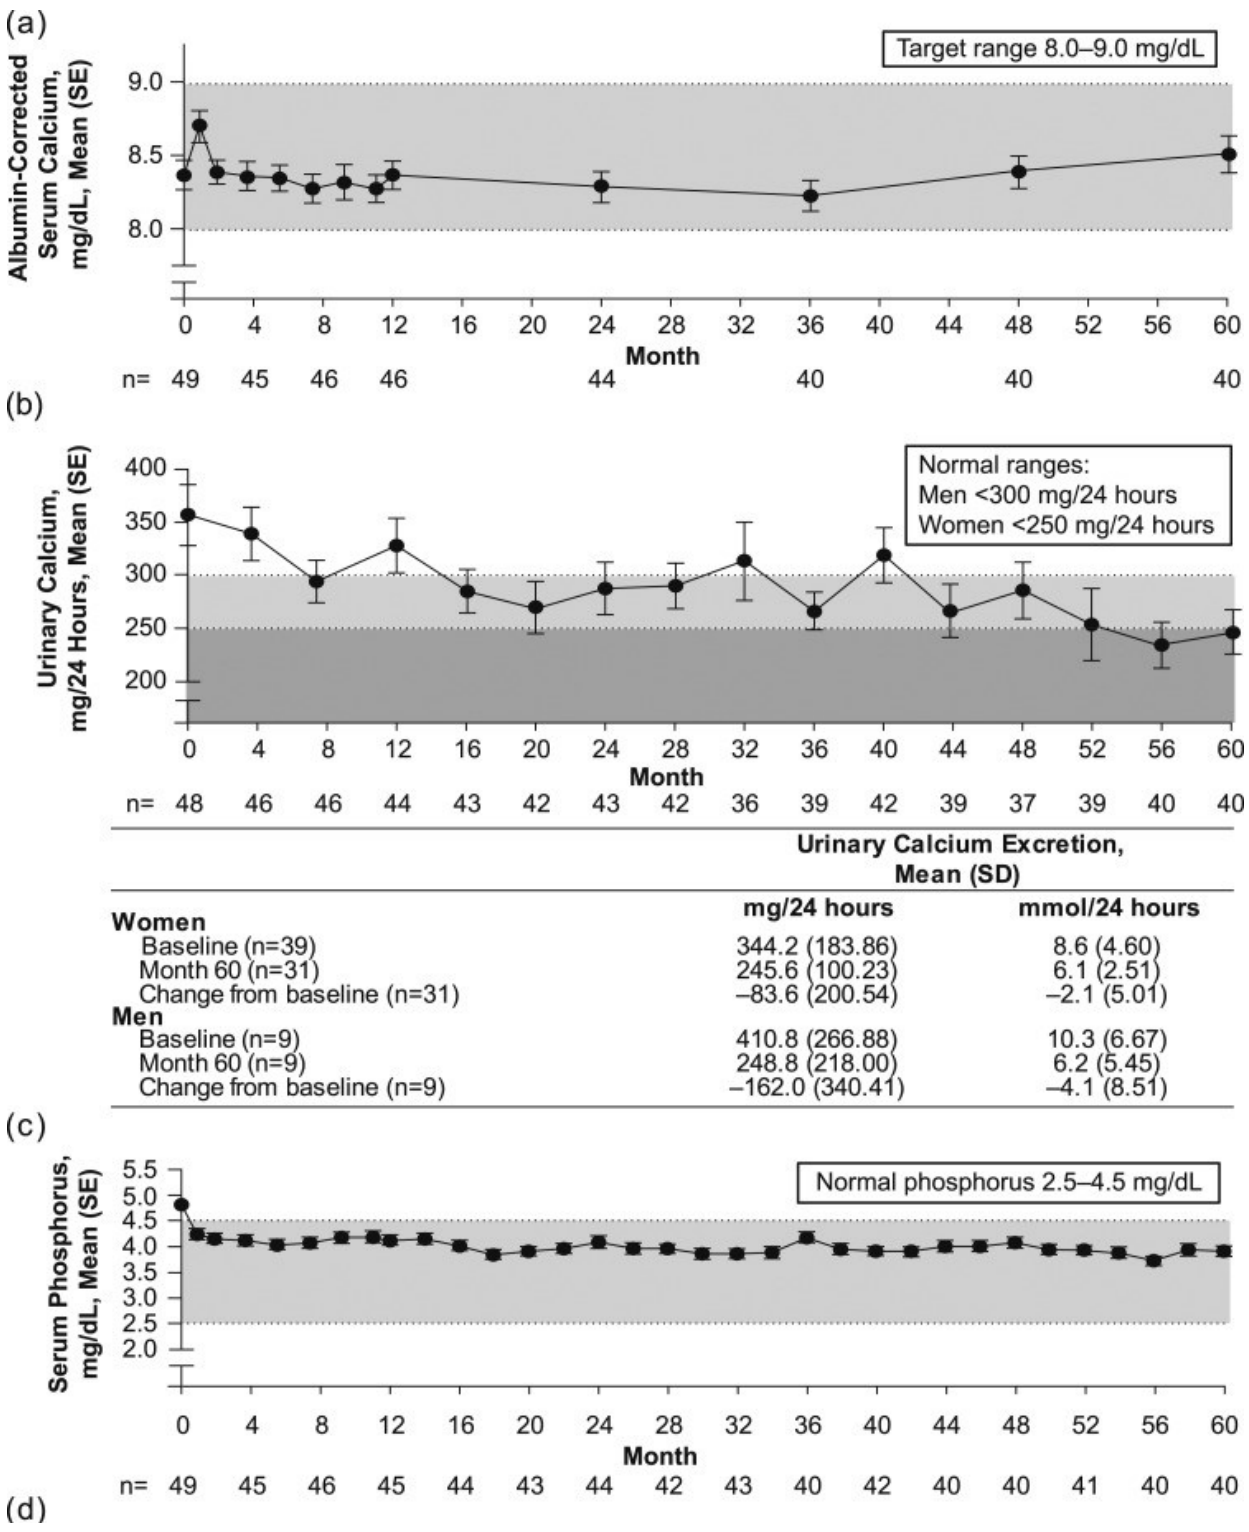 (a)
Target range 8.0–9.0 mg/dL
Albumin-Corrected
Serum Calcium,
mg/dL, Mean (SE)
9.0
8.5
8.0
0 4 8 12 16 20 24 28 32 36 40 44 48 52 56 60
Month
n= 49 45 46 46 44 40 40 40
(b)
Normal ranges:
Men <300 mg/24 hours
Women <250 mg/24 hours
Urinary Calcium,
mg/24 Hours, Mean (SE)
400
350
300
250
200
0 4 8 12 16 20 24 28 32 36 40 44 48 52 56 60
Month
n= 48 46 46 44 43 42 43 42 36 39 42 39 37 39 40 40
Urinary Calcium Excretion,
Mean (SD)
mg/24 hours mmol/24 hours
Women
Baseline (n=39) 344.2 (183.86) 8.6 (4.60)
Month 60 (n=31) 245.6 (100.23) 6.1 (2.51)
Change from baseline (n=31) –83.6 (200.54) –2.1 (5.01)
Men
Baseline (n=9) 410.8 (266.88) 10.3 (6.67)
Month 60 (n=9) 248.8 (218.00) 6.2 (5.45)
Change from baseline (n=9) –162.0 (340.41) –4.1 (8.51)
(c)
Normal phosphorus 2.5–4.5 mg/dL
Serum Phosphorus,
mg/dL, Mean (SE)
5.5
5.0
4.5
4.0
3.5
3.0
2.5
2.0
0 4 8 12 16 20 24 28 32 36 40 44 48 52 56 60
Month
n= 49 45 46 45 44 43 44 42 43 40 42 40 40 41 40 40
(d)